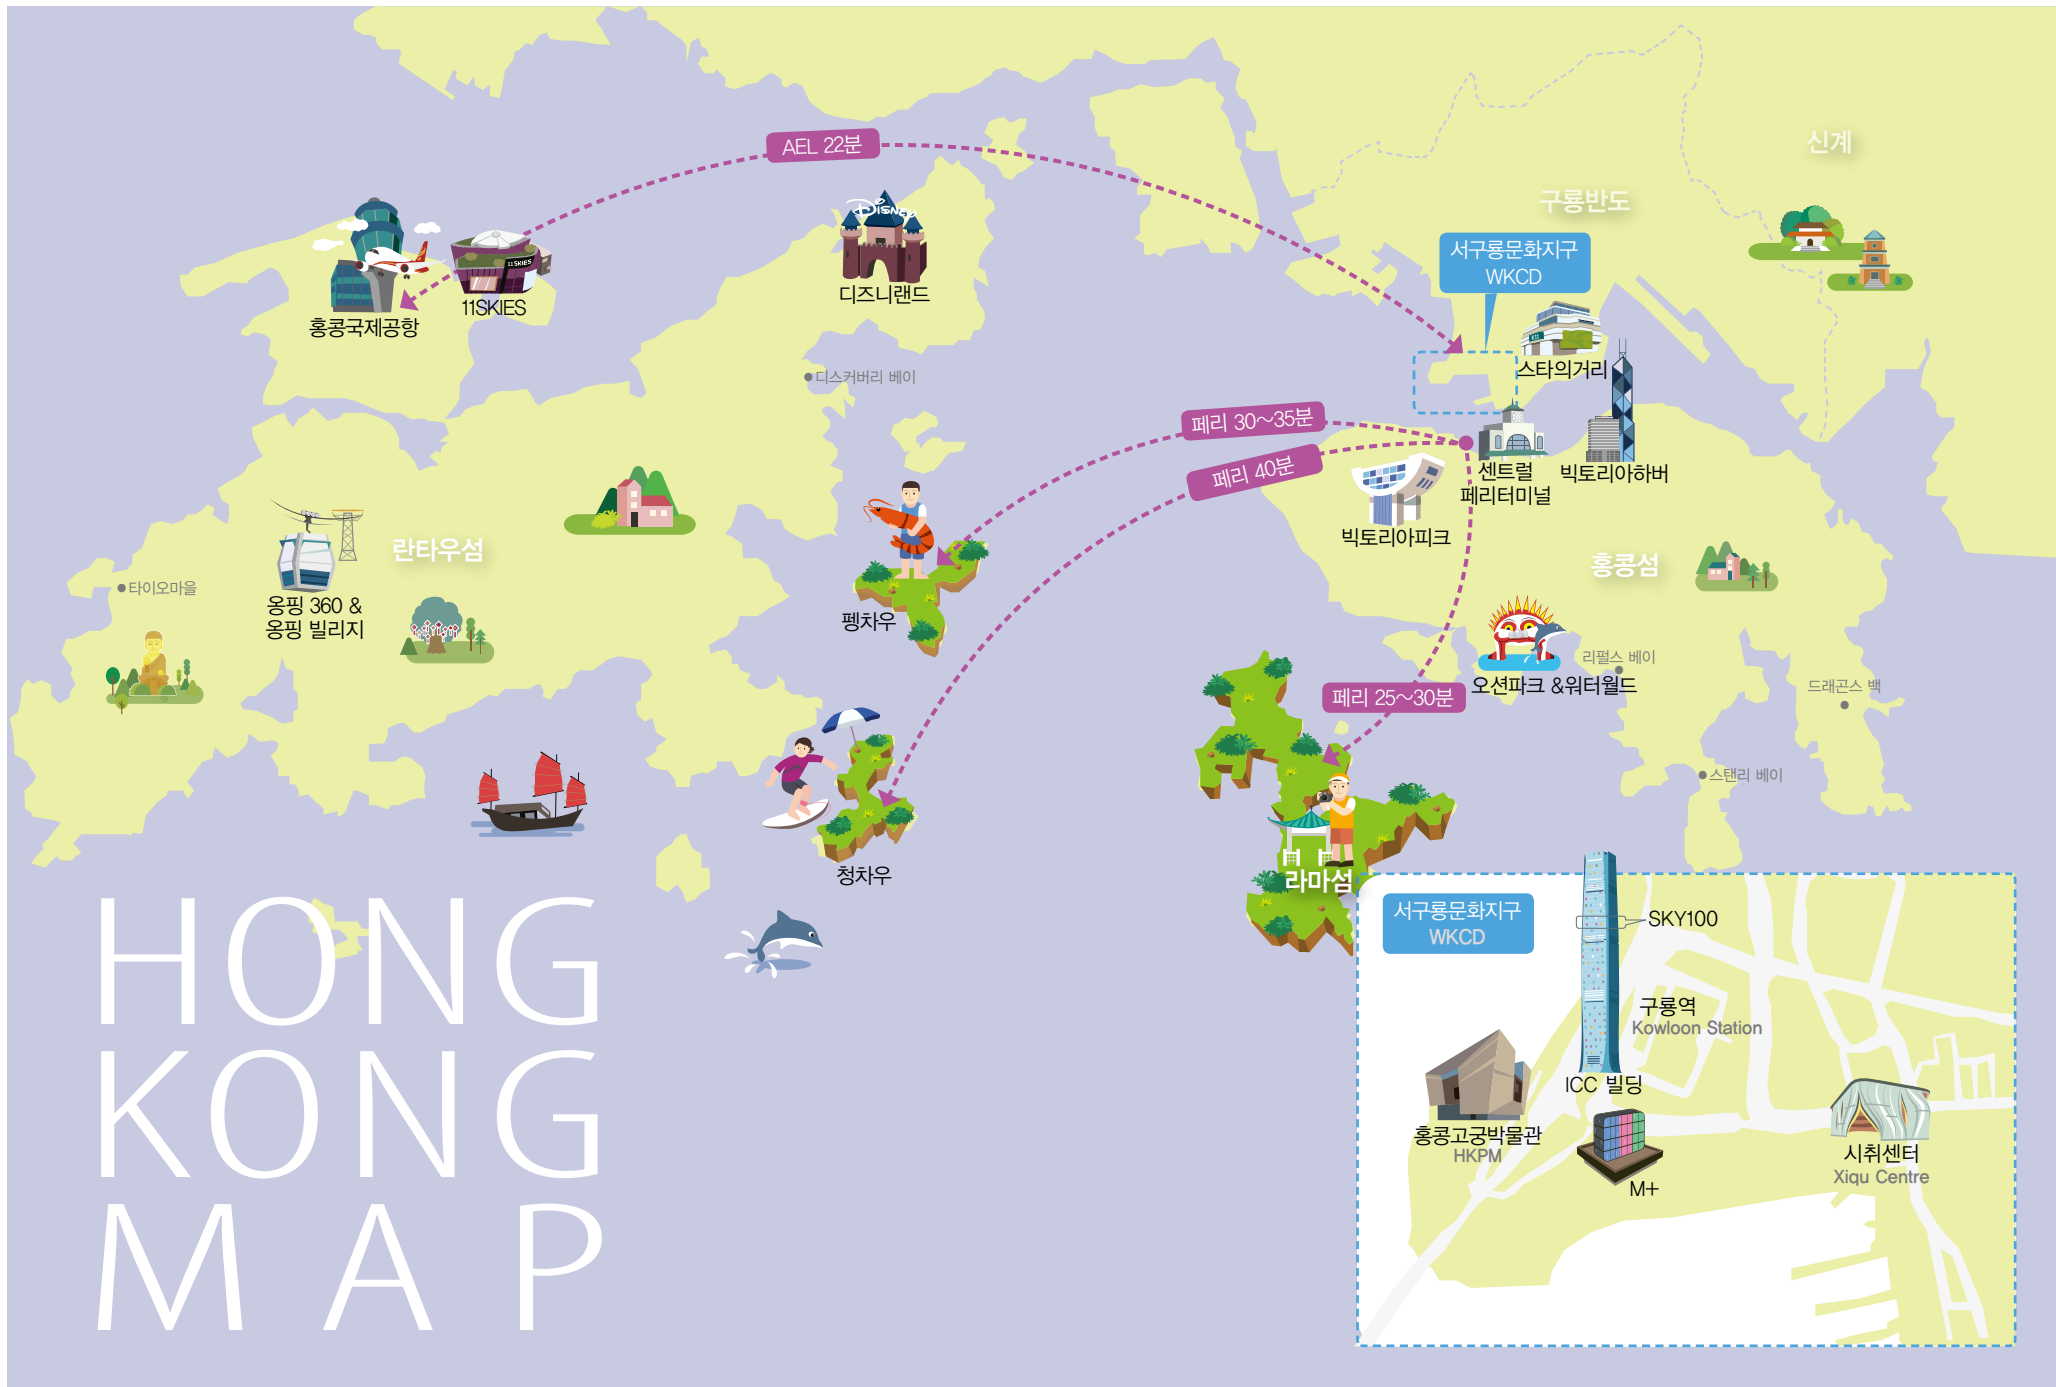 AEL 22분
신계
구룡반도
DISNEY
디즈니랜드
11 SKIES
11SKIES
홍콩국제공항
서구룡문화지구
WKCD
스타의거리
디스커버리 베이
페리 30~35분
페리 40분
센트럴
페리터미널
빅토리아하버
빅토리아피크
란타우섬
홍콩섬
타이오마을
옹핑 360 &
옹핑 빌리지
펭차우
리펄스 베이
오션파크 &워터월드
페리 25~30분
드래곤스 백
스탠리 베이
청차우
라마섬
HONG
KONG
MAP
서구룡문화지구
WKCD
SKY100
구룡역
Kowloon Station
ICC 빌딩
홍콩고궁박물관
HKPM
M+
시취센터
Xiqu Centre